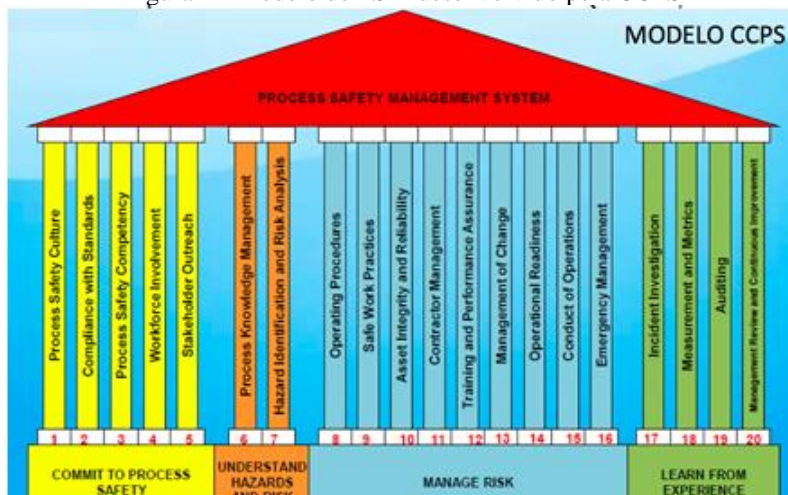 MODELO CCPS
PROCESS SAFETY MANAGEMENT SYSTEM
Process Safety Culture
Compliance with Standards
Process Safety Competency
Workforce Involvement
Stakeholder Outreach
Process Knowledge Management
Hazard Identification and Risk Analysis
Operating Procedures
Safe Work Practices
Asset Integrity and Reliability
Contractor Management
Training and Performance Assurance
Management of Change
Operational Readiness
Conduct of Operations
Emergency Management
Incident Investigation
Measurement and Metrics
Auditing
Management Review and Continuous Improvement
1 2 3 4 5 6 7 8 9 10 11 12 13 14 15 16 17 18 19 20
COMMIT TO PROCESS
SAFETY
UNDERSTAND
HAZARDS
AND RISK
MANAGE RISK
LEARN FROM
EXPERIENCE